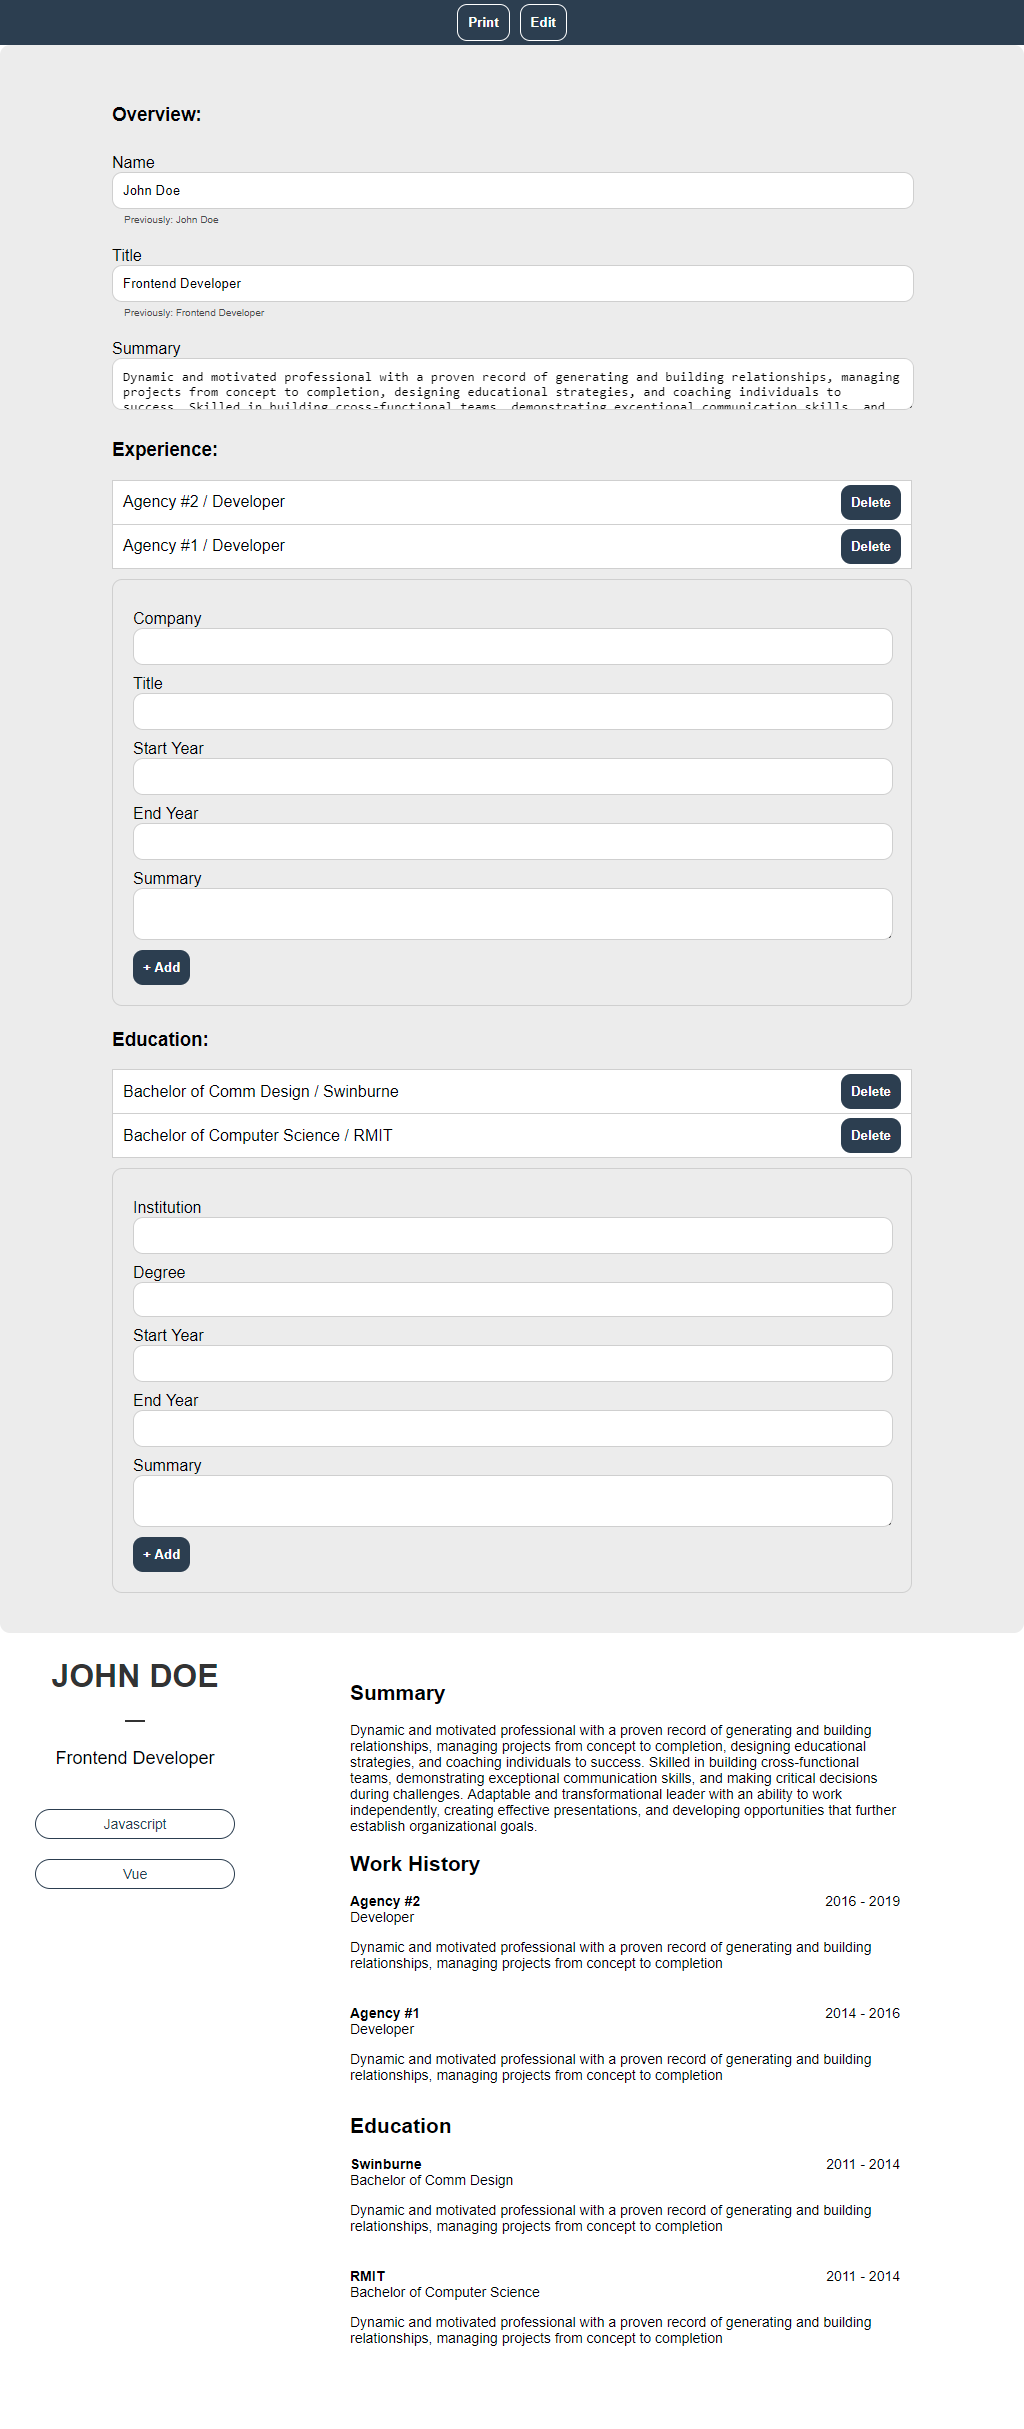 Print Edit
Overview:
Name
John Doe
Previously: John Doe
Title
Frontend Developer
Previously: Frontend Developer
Summary
Dynamic and motivated professional with a proven record of generating and building relationships, managing
projects from concept to completion, designing educational strategies, and coaching individuals to
success. Skilled in building cross-functional teams, demonstrating exceptional communication skills, and
Experience:
Agency #2 / Developer Delete
Agency #1 / Developer Delete
Company
Title
Start Year
End Year
Summary
+ Add
Education:
Bachelor of Comm Design / Swinburne Delete
Bachelor of Computer Science / RMIT Delete
Institution
Degree
Start Year
End Year
Summary
+ Add
JOHN DOE
Frontend Developer
Javascript
Vue
Summary
Dynamic and motivated professional with a proven record of generating and building
relationships, managing projects from concept to completion, designing educational
strategies, and coaching individuals to success. Skilled in building cross-functional
teams, demonstrating exceptional communication skills, and making critical decisions
during challenges. Adaptable and transformational leader with an ability to work
independently, creating effective presentations, and developing opportunities that further
establish organizational goals.
Work History
Agency #2 2016 - 2019
Developer
Dynamic and motivated professional with a proven record of generating and building
relationships, managing projects from concept to completion
Agency #1 2014 - 2016
Developer
Dynamic and motivated professional with a proven record of generating and building
relationships, managing projects from concept to completion
Education
Swinburne 2011 - 2014
Bachelor of Comm Design
Dynamic and motivated professional with a proven record of generating and building
relationships, managing projects from concept to completion
RMIT 2011 - 2014
Bachelor of Computer Science
Dynamic and motivated professional with a proven record of generating and building
relationships, managing projects from concept to completion